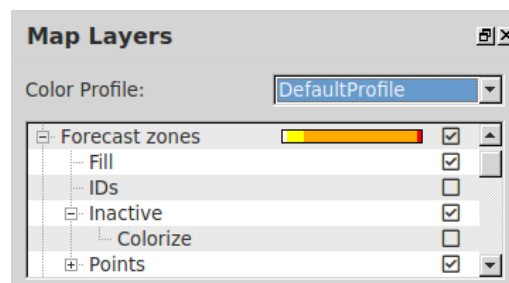 Map Layers
Color Profile: DefaultProfile
Forecast zones
Fill
IDs
Inactive
Colorize
Points